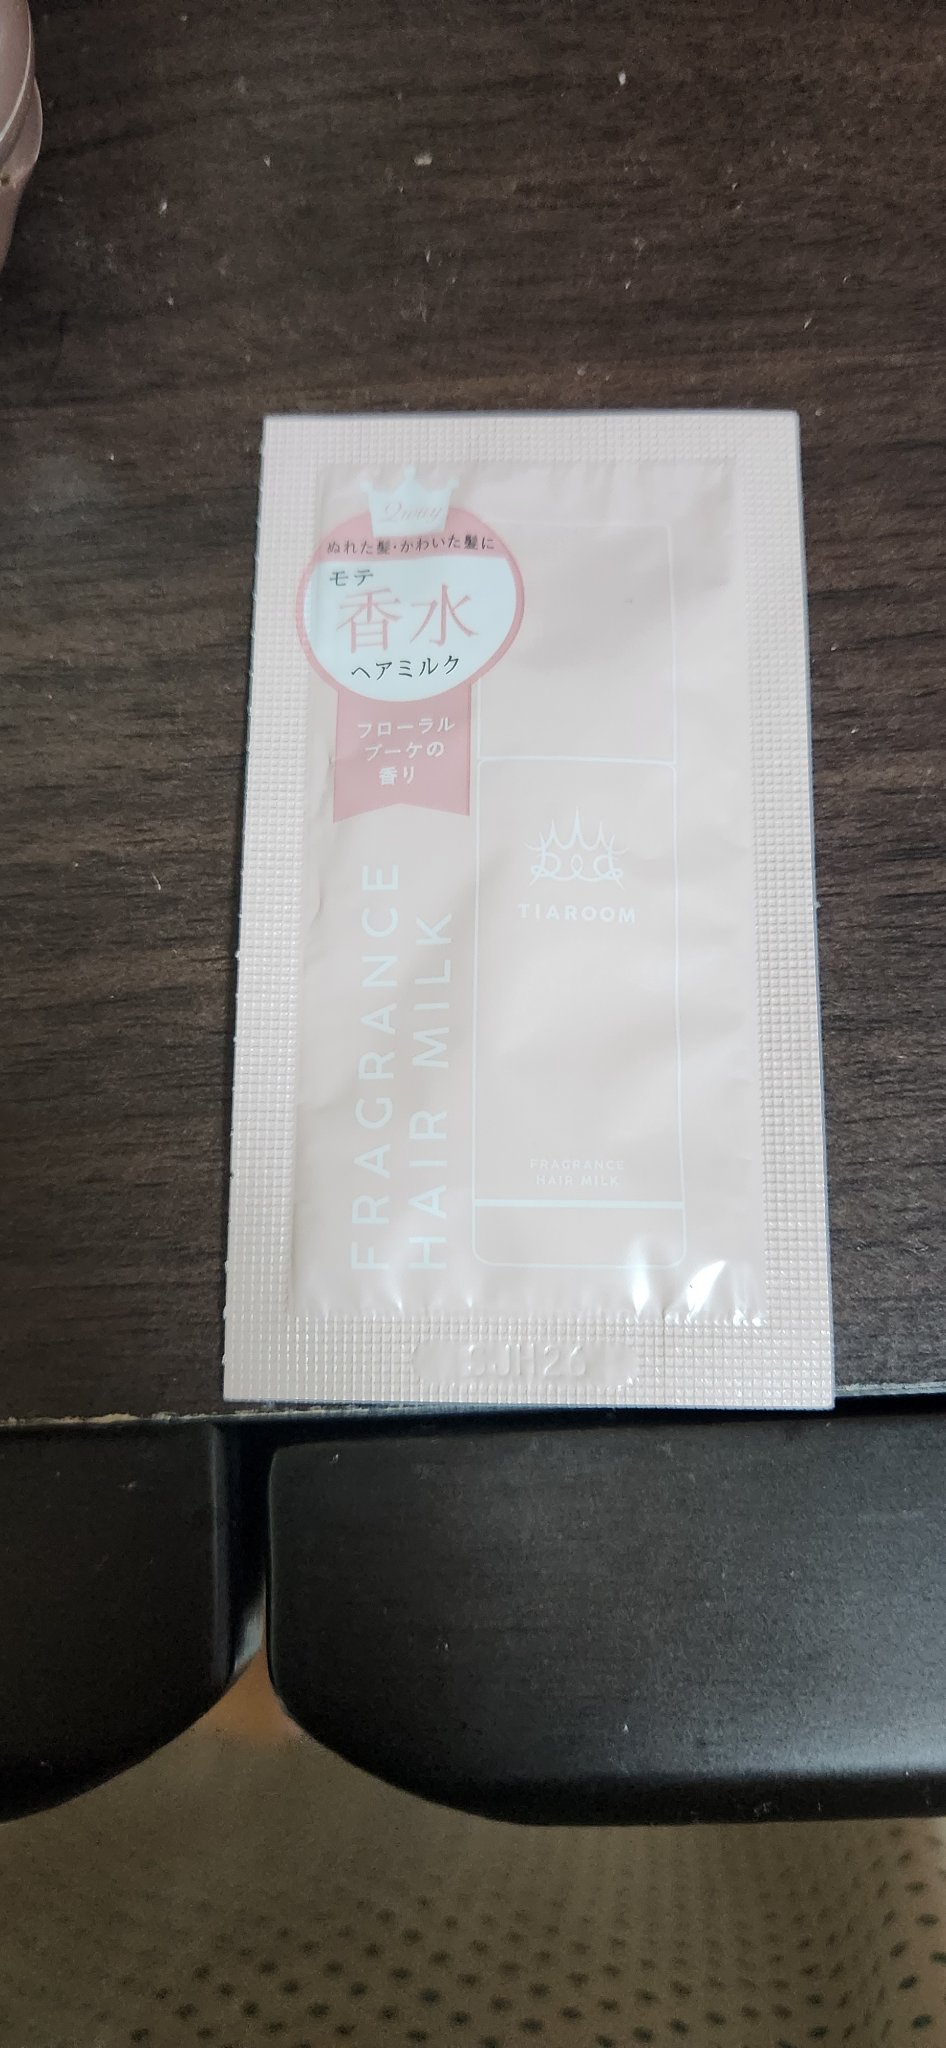 2way
ぬれた髪・かわいた髪に
モテ
香水
ヘアミルク
フローラル
ブーケの
香り
FRAGRANCE
HAIR MILK
TIAROOM
FRAGRANCE
HAIR MILK